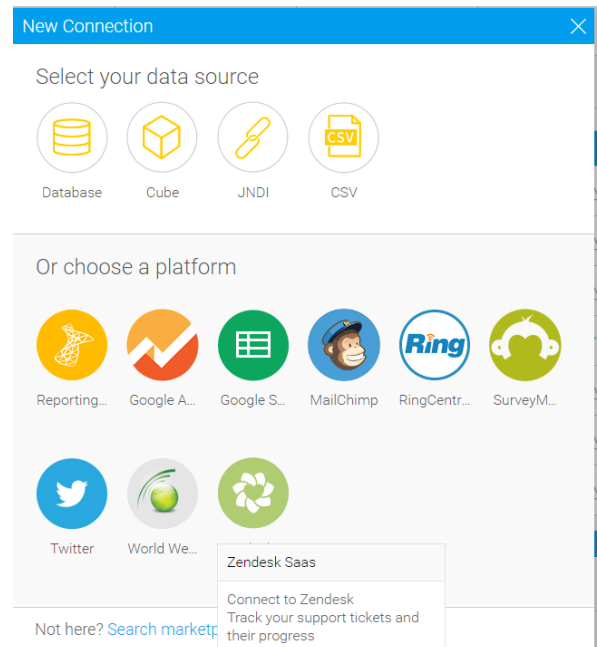 New Connection
Select your data source
CSV
Database Cube JNDI CSV
Or choose a platform
Ring
Reporting... Google A... Google S... MailChimp RingCentr... SurveyM...
Twitter World We...
Zendesk Saas
Connect to Zendesk
Track your support tickets and
their progress
Not here? Search marketp